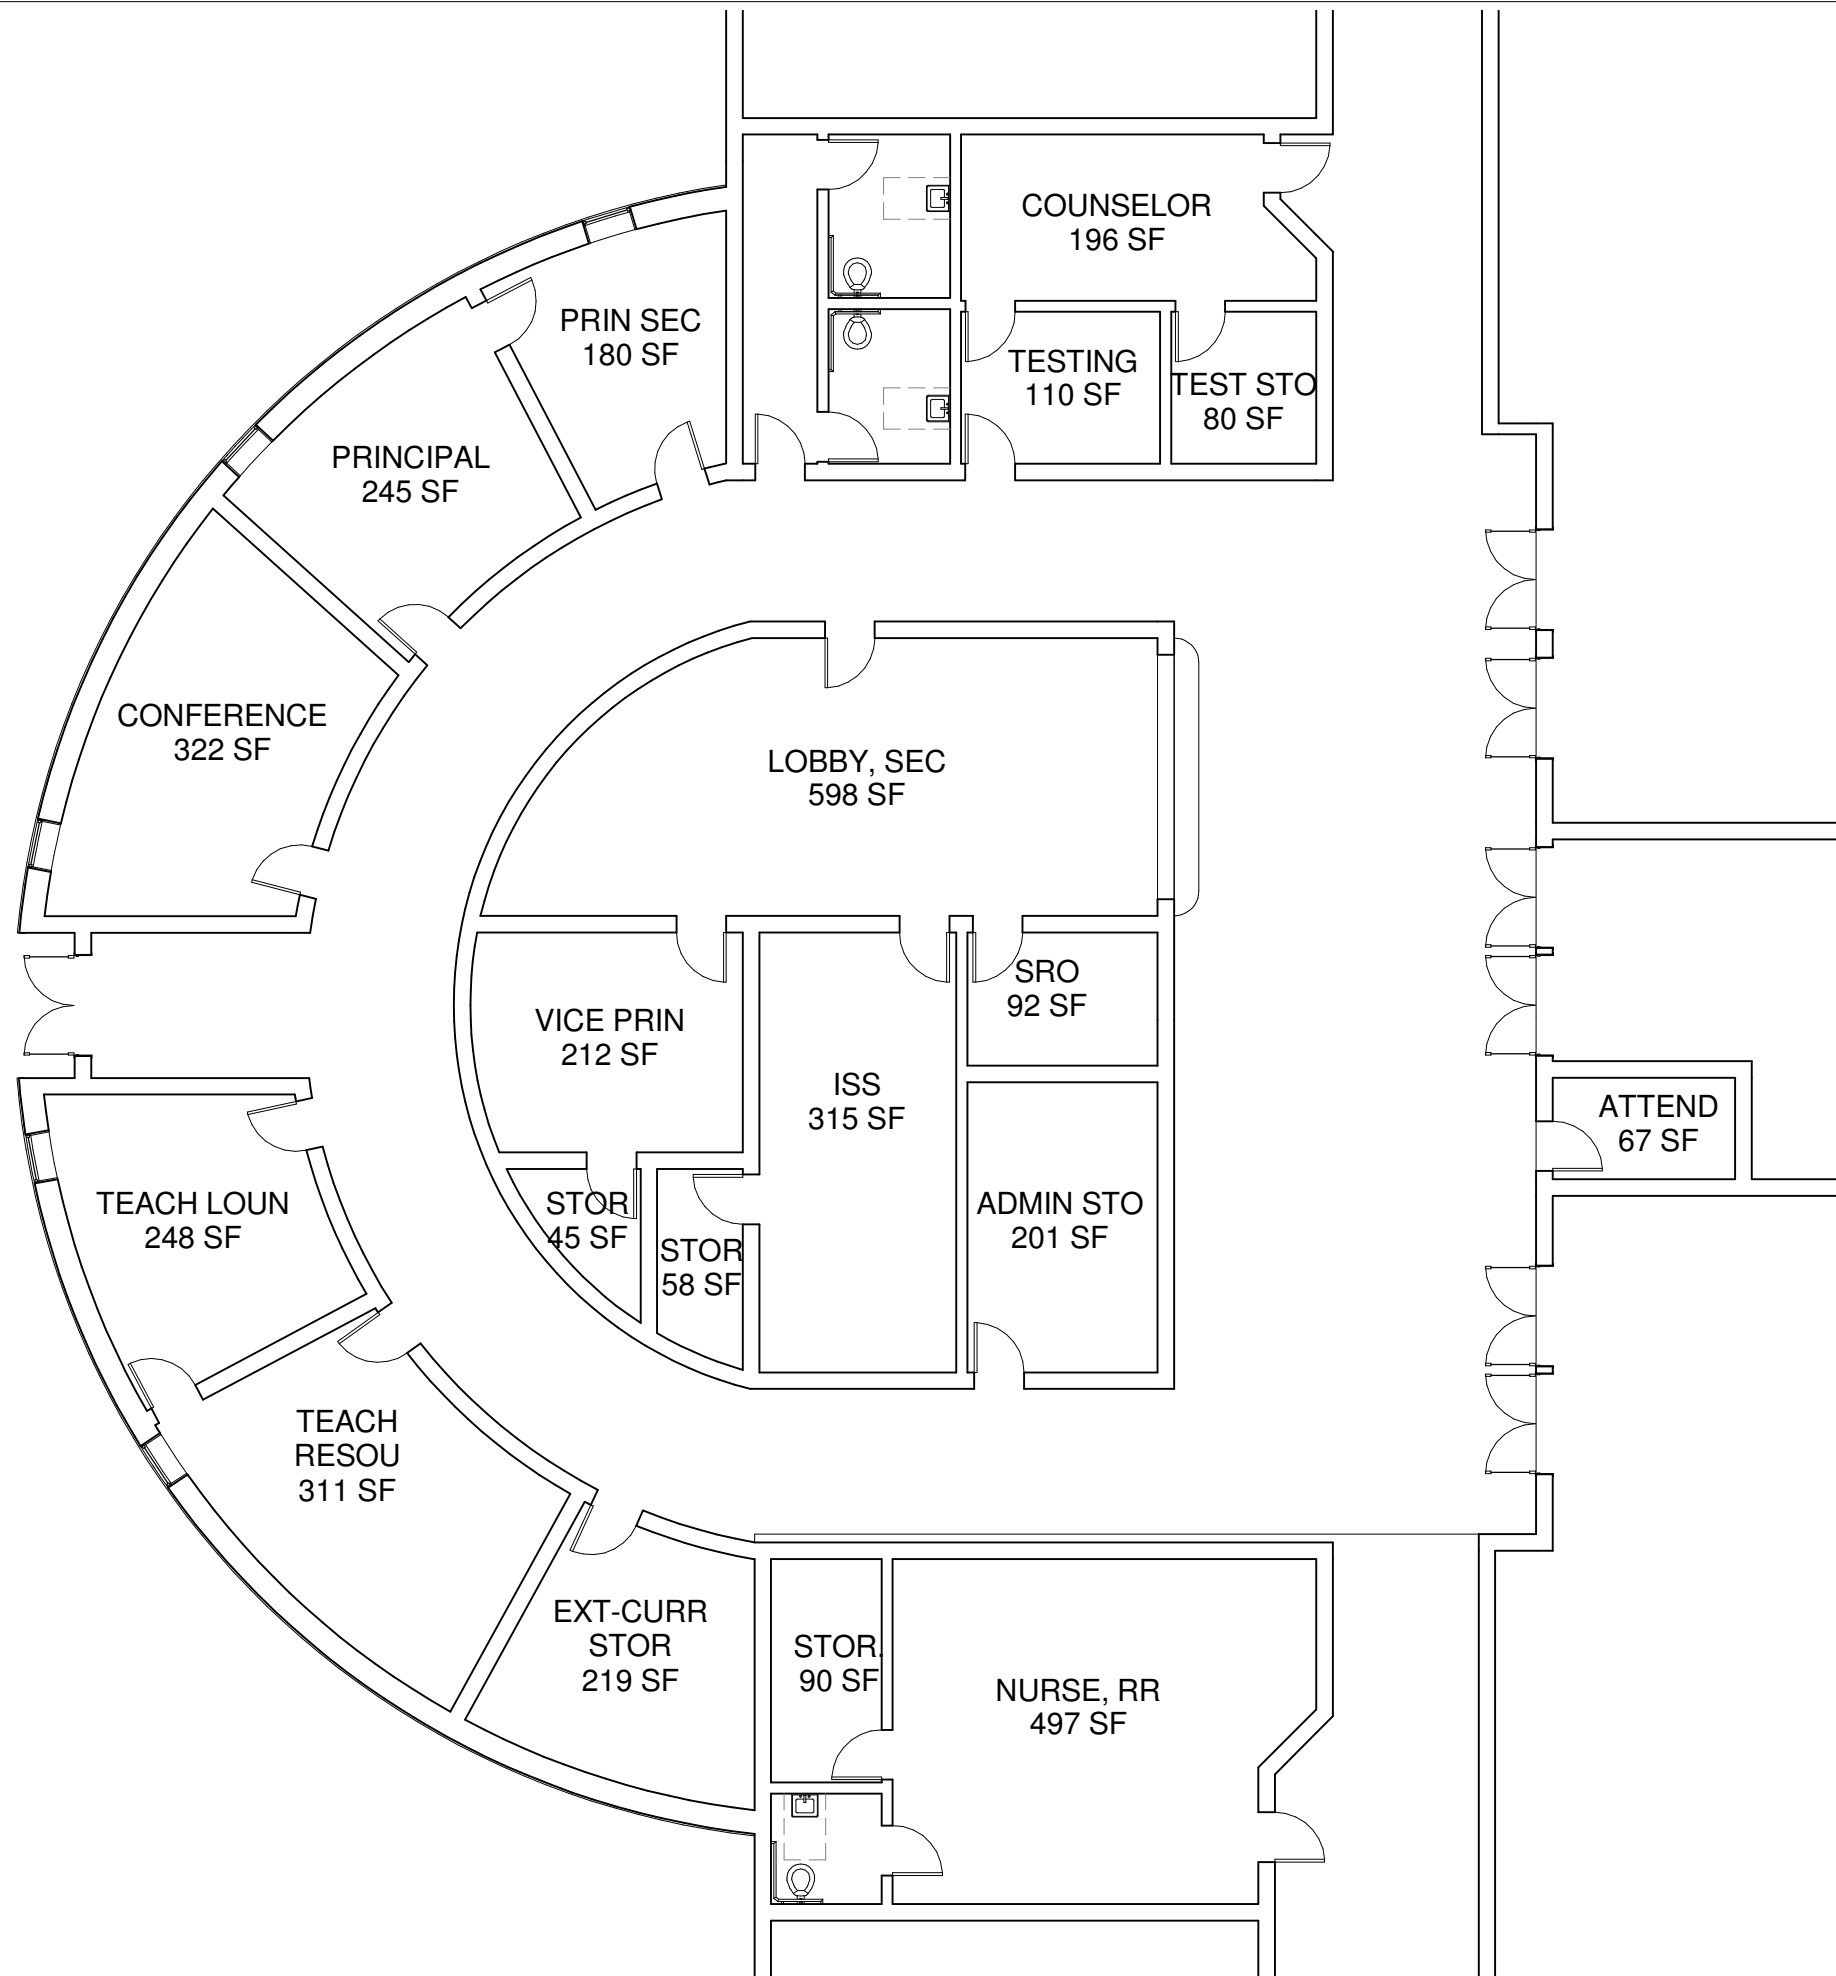 COUNSELOR
196 SF
PRIN SEC
180 SF
TESTING
110 SF
TEST STO
80 SF
PRINCIPAL
245 SF
CONFERENCE
322 SF
LOBBY, SEC
598 SF
SRO
92 SF
VICE PRIN
212 SF
ISS
315 SF
ATTEND
67 SF
TEACH LOUN
248 SF
STOR
45 SF
STOR
58 SF
ADMIN STO
201 SF
TEACH
RESOU
311 SF
EXT-CURR
STOR
219 SF
STOR.
90 SF
NURSE, RR
497 SF